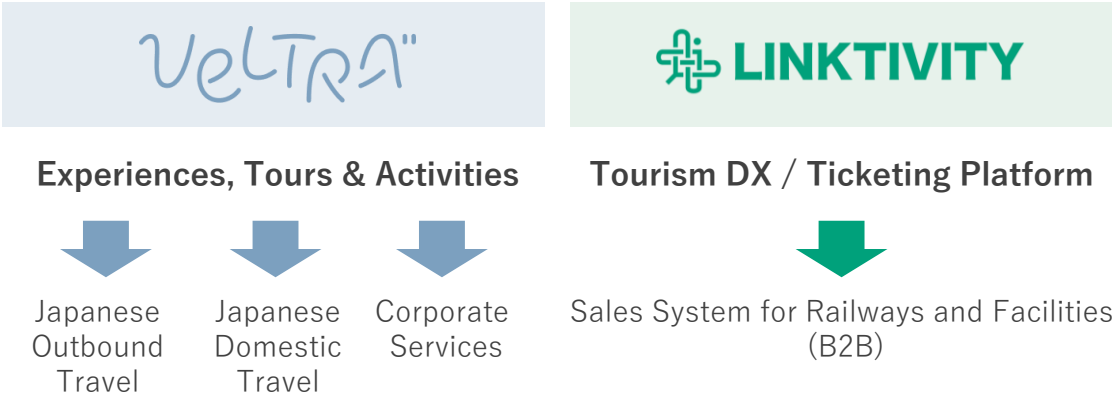 VELTRA
LINKTIVITY
Experiences, Tours & Activities
Tourism DX / Ticketing Platform
Japanese
Outbound
Travel
Japanese
Domestic
Travel
Corporate
Services
Sales System for Railways and Facilities
(B2B)